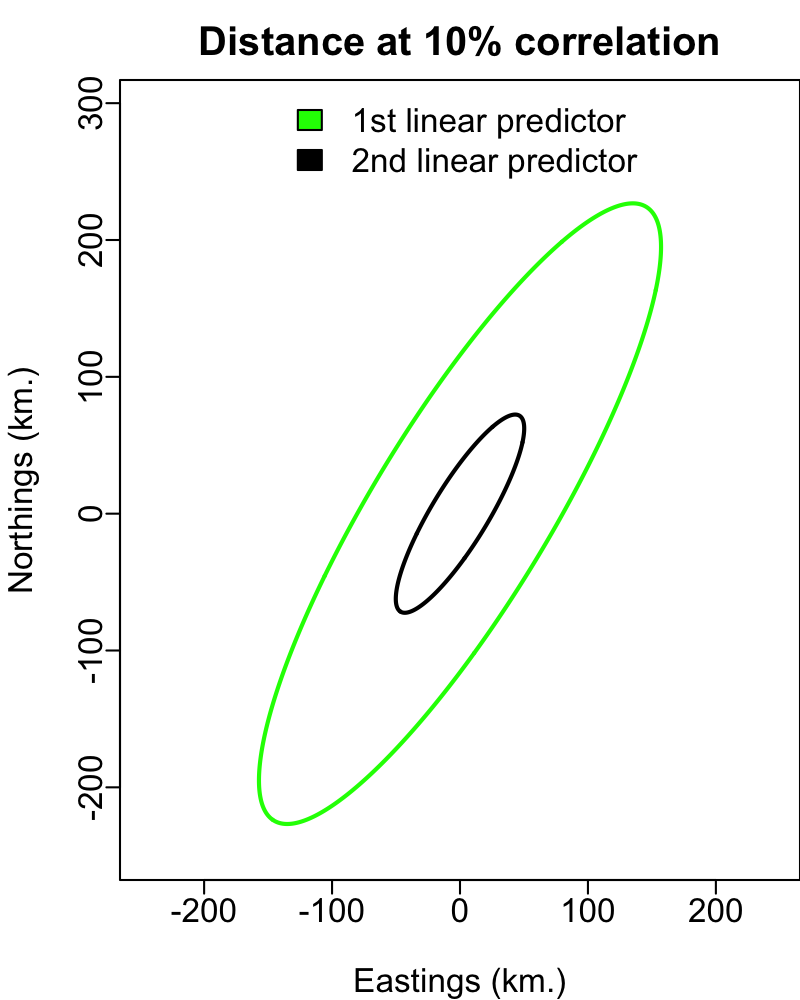 Distance at 10% correlation
1st linear predictor
2nd linear predictor
300
200
100
0
-100
-200
Northings (km.)
-200 -100 0 100 200
Eastings (km.)